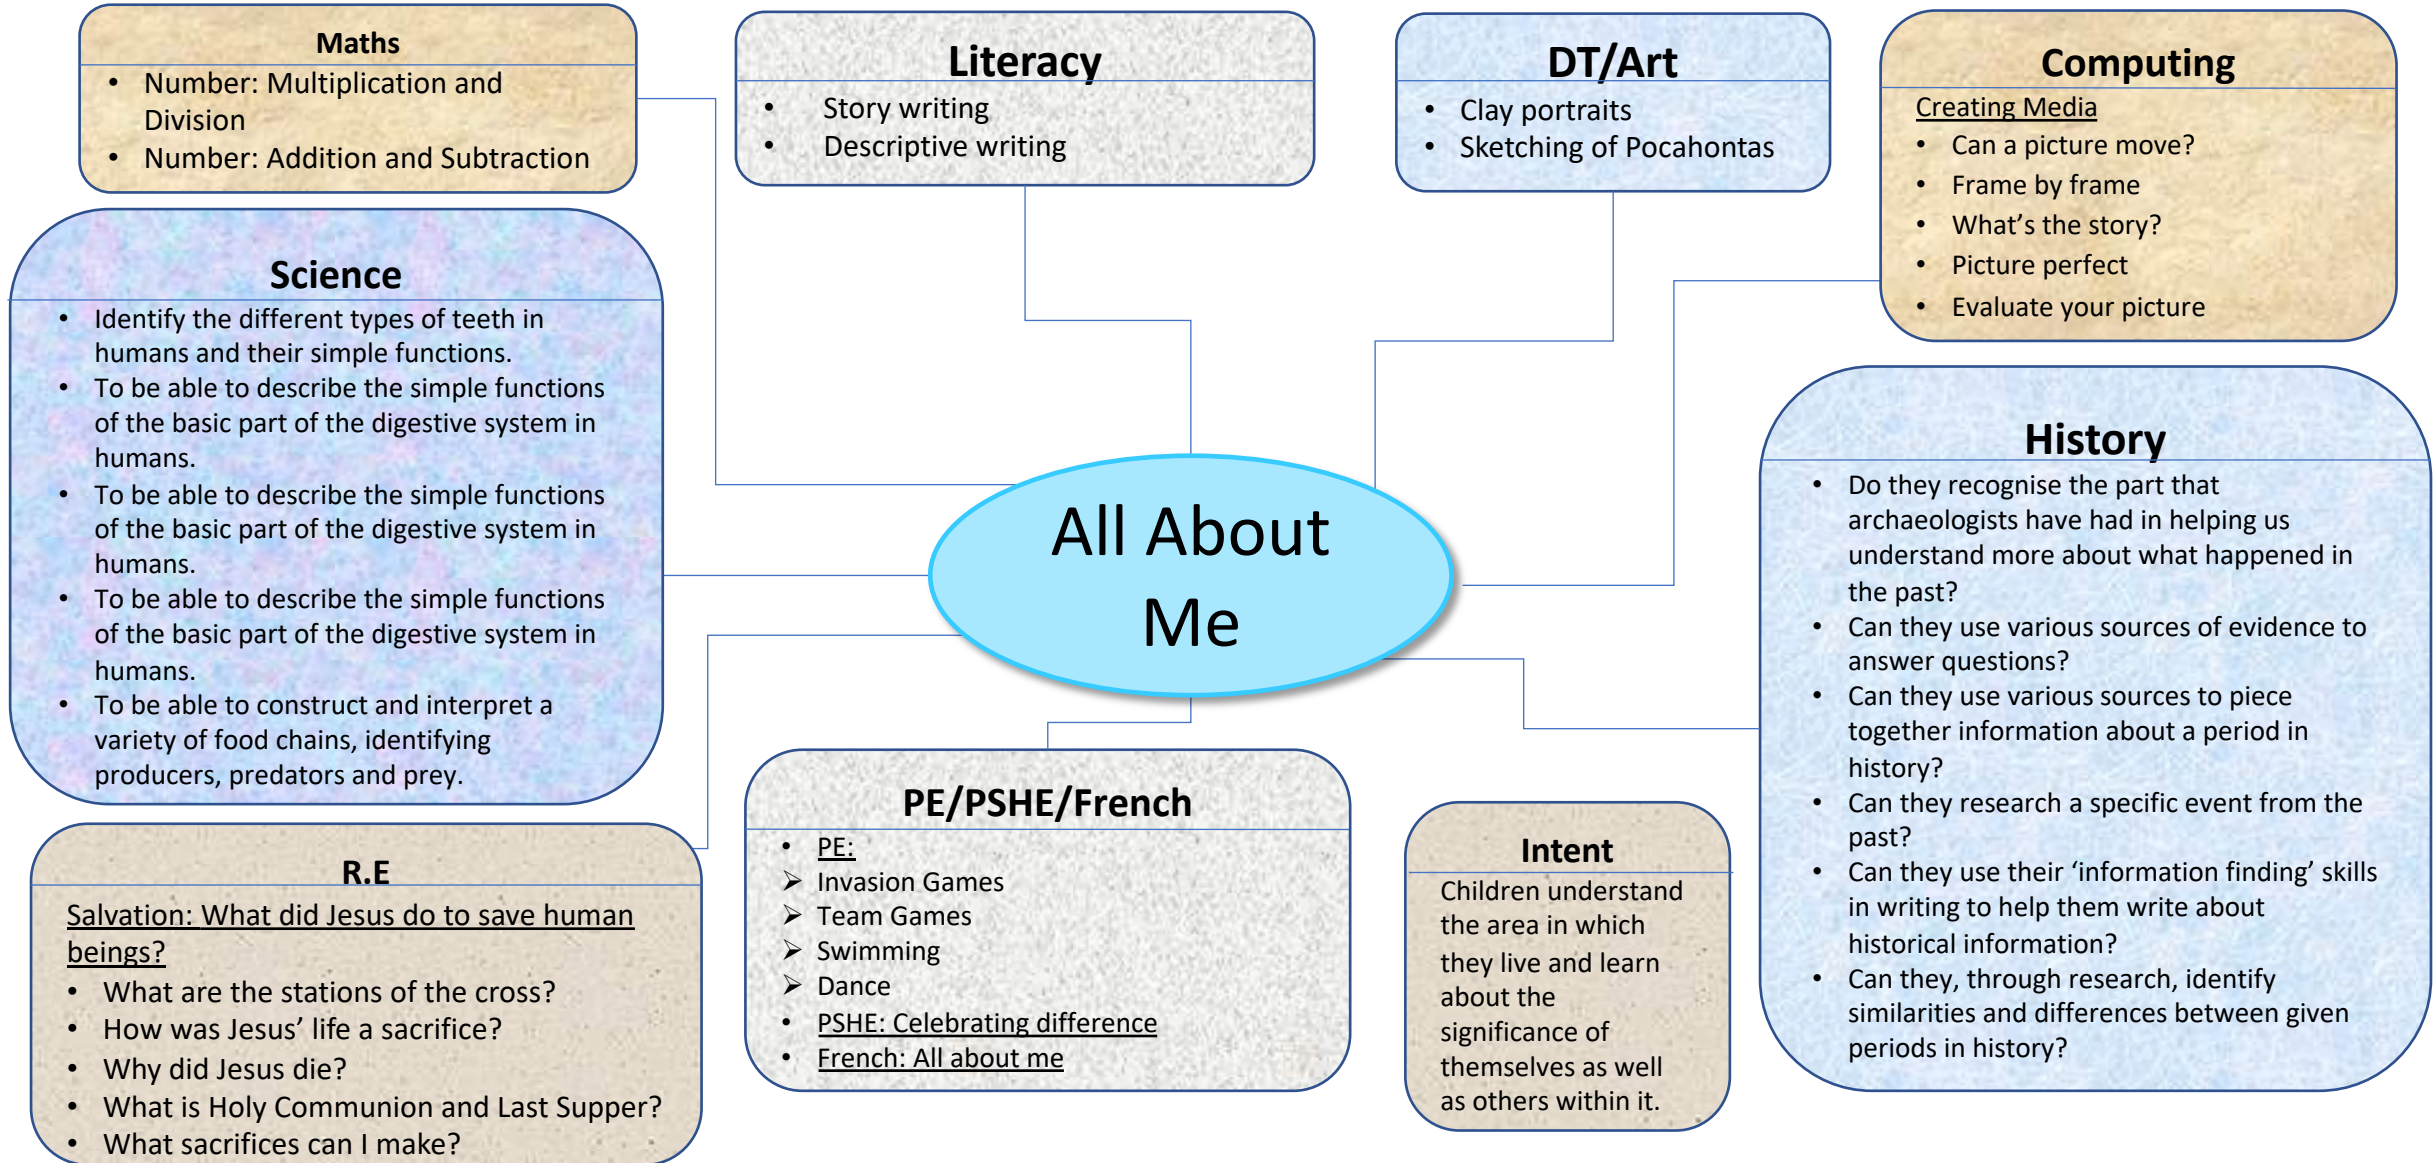 Maths
• Number: Multiplication and
Division
• Number: Addition and Subtraction
Literacy
• Story writing
• Descriptive writing
DT/Art
• Clay portraits
• Sketching of Pocahontas
Computing
Creating Media
• Can a picture move?
• Frame by frame
• What's the story?
• Picture perfect
• Evaluate your picture
Science
• Identify the different types of teeth in
humans and their simple functions.
• To be able to describe the simple functions
of the basic part of the digestive system in
humans.
• To be able to describe the simple functions
of the basic part of the digestive system in
humans.
• To be able to describe the simple functions
of the basic part of the digestive system in
humans.
• To be able to construct and interpret a
variety of food chains, identifying
producers, predators and prey.
All About
Me
History
• Do they recognise the part that
archaeologists have had in helping us
understand more about what happened in
the past?
• Can they use various sources of evidence to
answer questions?
• Can they use various sources to piece
together information about a period in
history?
• Can they research a specific event from the
past?
• Can they use their ‘information finding’ skills
in writing to help them write about
historical information?
• Can they, through research, identify
similarities and differences between given
periods in history?
R.E
Salvation: What did Jesus do to save human
beings?
• What are the stations of the cross?
• How was Jesus’ life a sacrifice?
• Why did Jesus die?
• What is Holy Communion and Last Supper?
• What sacrifices can I make?
PE/PSHE/French
• PE:
➢ Invasion Games
➢ Team Games
➢ Swimming
➢ Dance
• PSHE: Celebrating difference
• French: All about me
Intent
Children understand
the area in which
they live and learn
about the
significance of
themselves as well
as others within it.